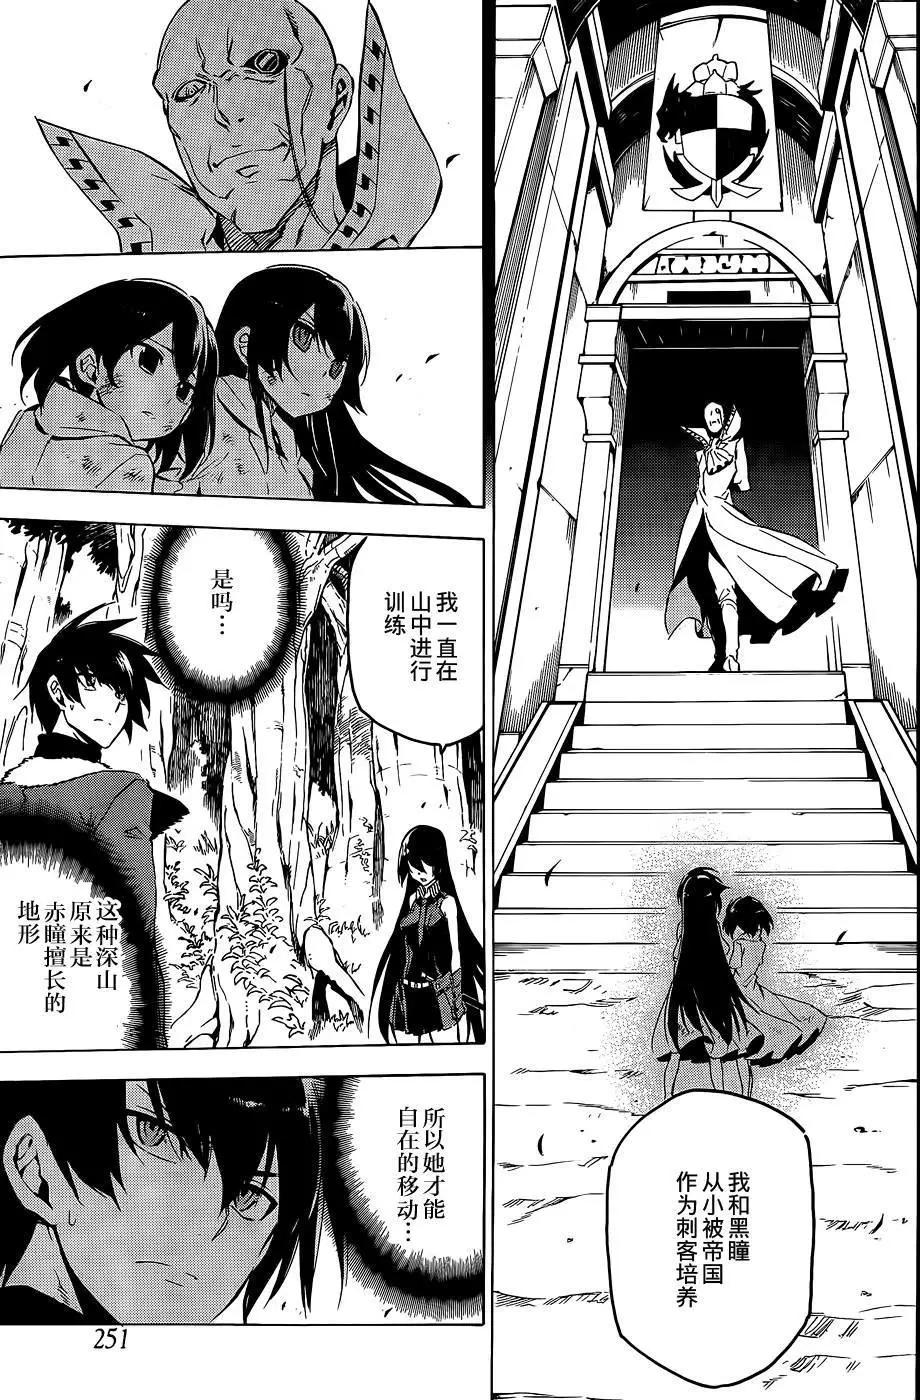 我和黑瞳
从小被帝国
作为刺客培养
我一直在
山中进行
训练
是吗…
这种深山
原来是
赤瞳擅长的
地形
所以她才能
自在的移动…
251